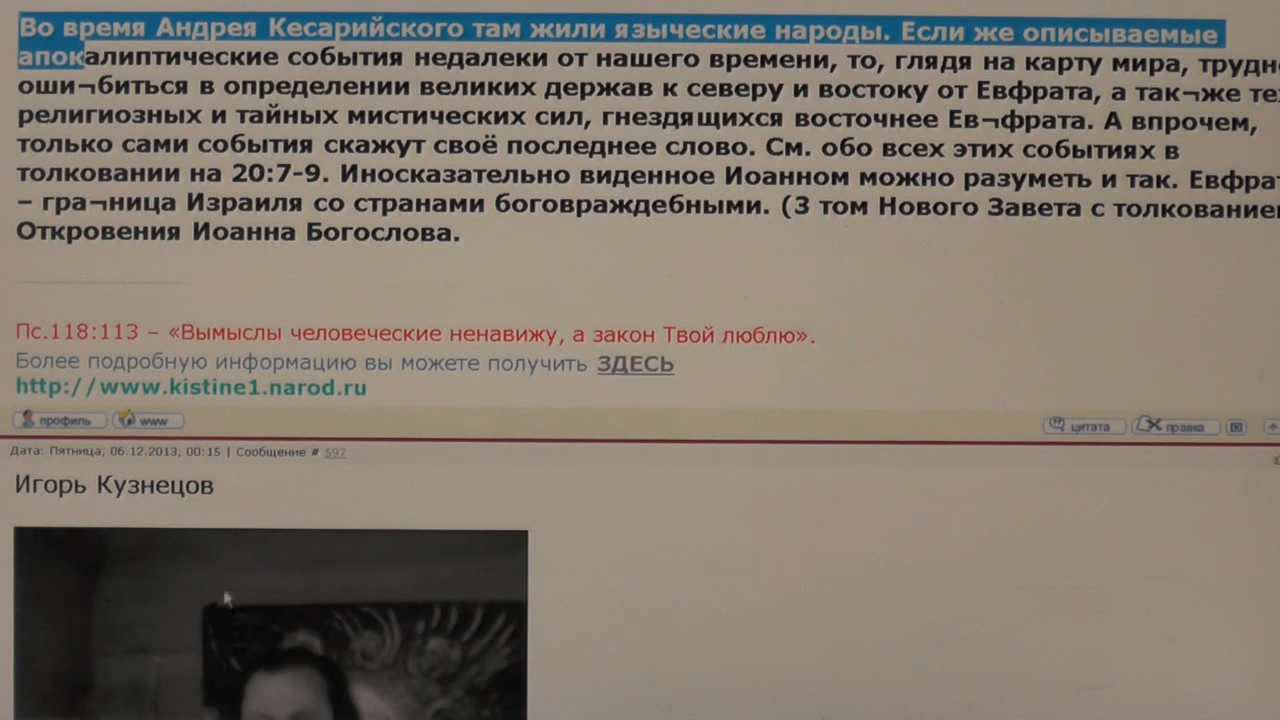 Во время Андрея Кесарийского там жили языческие народы. Если же описываемые
апокалиптические события недалеки от нашего времени, то, глядя на карту мира, трудно
оши¬биться в определении великих держав к северу и востоку от Евфрата, а так¬же тех
религиозных и тайных мистических сил, гнездящихся восточнее Ев¬фрата. А впрочем,
только сами события скажут своё последнее слово. См. обо всех этих событиях в
толковании на 20:7-9. Иносказательно виденное Иоанном можно разуметь и так. Евфрат
– гра¬ница Израиля со странами боговраждебными. (3 том Нового Завета с толкованием
Откровения Иоанна Богослова.
Пс.118:113 – «Вымыслы человеческие ненавижу, а закон Твой люблю».
Более подробную информацию вы можете получить ЗДЕСЬ
http://www.kistine1.narod.ru
профиль www цитата правка
Дата: Пятница, 06.12.2013, 00:15 | Сообщение # 597
Игорь Кузнецов